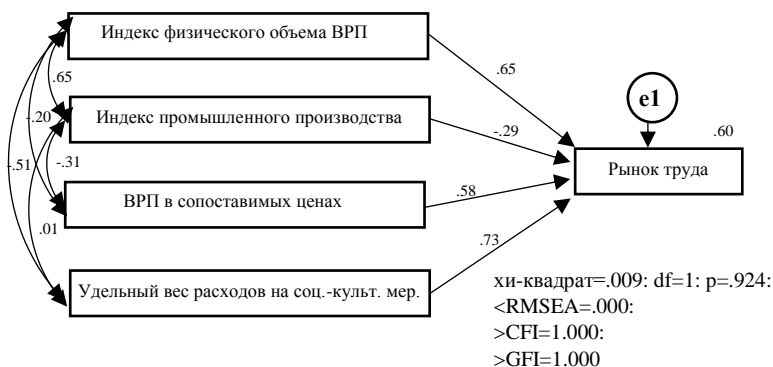 Индекс физического объема ВРП
.65
.65
e1
-.20
Индекс промышленного производства
-.29
.60
-.51
-.31
Рынок труда
ВРП в сопоставимых ценах
.58
.01
.73
Удельный вес расходов на соц.-культ. мер.
хи-квадрат=.009: df=1: p=.924:
<RMSEA=.000:
>CFI=1.000:
>GFI=1.000